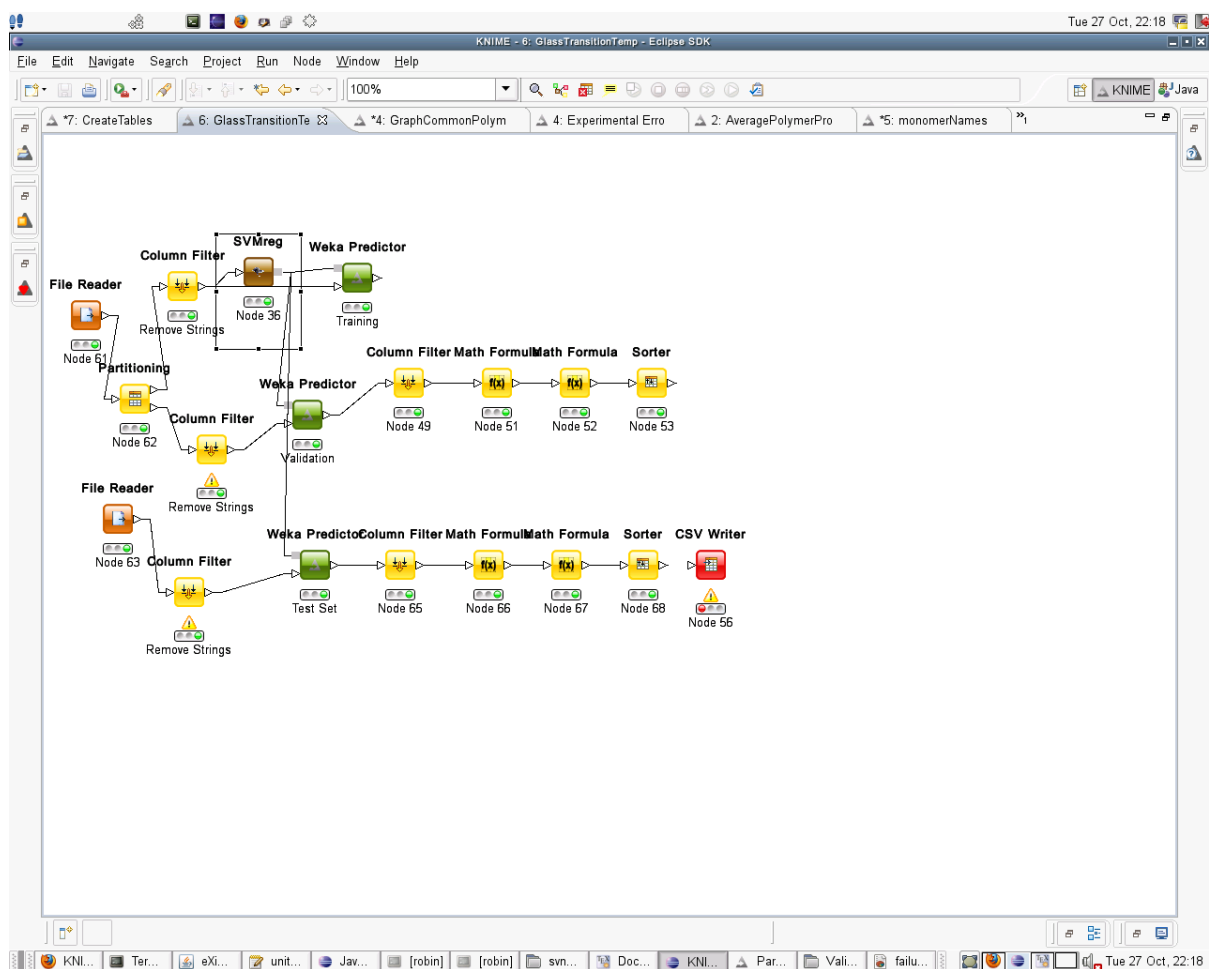 Tue 27 Oct, 22:18
KNIME - 6: GlassTransitionTemp - Eclipse SDK
File Edit Navigate Search Project Run Node Window Help
100%
KNIME Java
*7: CreateTables 6: GlassTransitionTe *4: GraphCommonPolym 4: Experimental Erro 2: AveragePolymerPro *5: monomerNames »1
SVMreg
Weka Predictor
Column Filter
File Reader
Node 36
Training
Remove Strings
Node 61
Column Filter Math Formula Math Formula Sorter
Partitioning
Weka Predictor
f(x) f(x)
Node 49 Node 51 Node 52 Node 53
Column Filter
Node 62
Validation
File Reader
Remove Strings
Weka Predictor Column Filter Math Formula Math Formula Sorter CSV Writer
Node 63 Column Filter
f(x) f(x)
Test Set Node 65 Node 66 Node 67 Node 68
Node 56
Remove Strings
KNI... Ter... eXi... unit... Jav... [robin] [robin] svn... Doc... KNI... Par... Vali... failu... Tue 27 Oct, 22:18